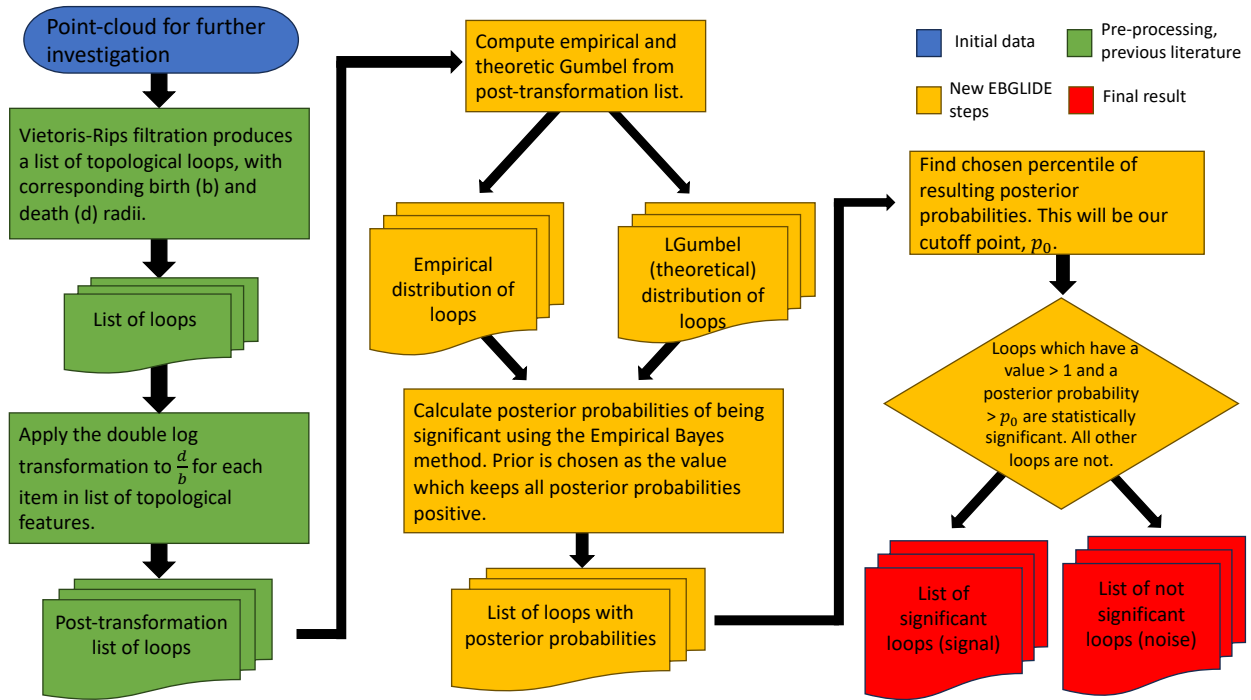 Point-cloud for further
investigation
Vietoris-Rips filtration produces
a list of topological loops, with
corresponding birth (b) and
death (d) radii.
List of loops
Apply the double log
transformation to d/b for each
item in list of topological
features.
Post-transformation
list of loops
Compute empirical and
theoretic Gumbel from
post-transformation list.
Empirical
distribution of
loops
LGumbel
(theoretical)
distribution of
loops
Calculate posterior probabilities of being
significant using the Empirical Bayes
method. Prior is chosen as the value
which keeps all posterior probabilities
positive.
List of loops with
posterior probabilities
Initial data
Pre-processing,
previous literature
New EBGLIDE
steps
Final result
Find chosen percentile of
resulting posterior
probabilities. This will be our
cutoff point, p₀.
Loops which have a
value > 1 and a
posterior probability
> p₀ are statistically
significant. All other
loops are not.
List of
significant
loops (signal)
List of not
significant
loops (noise)